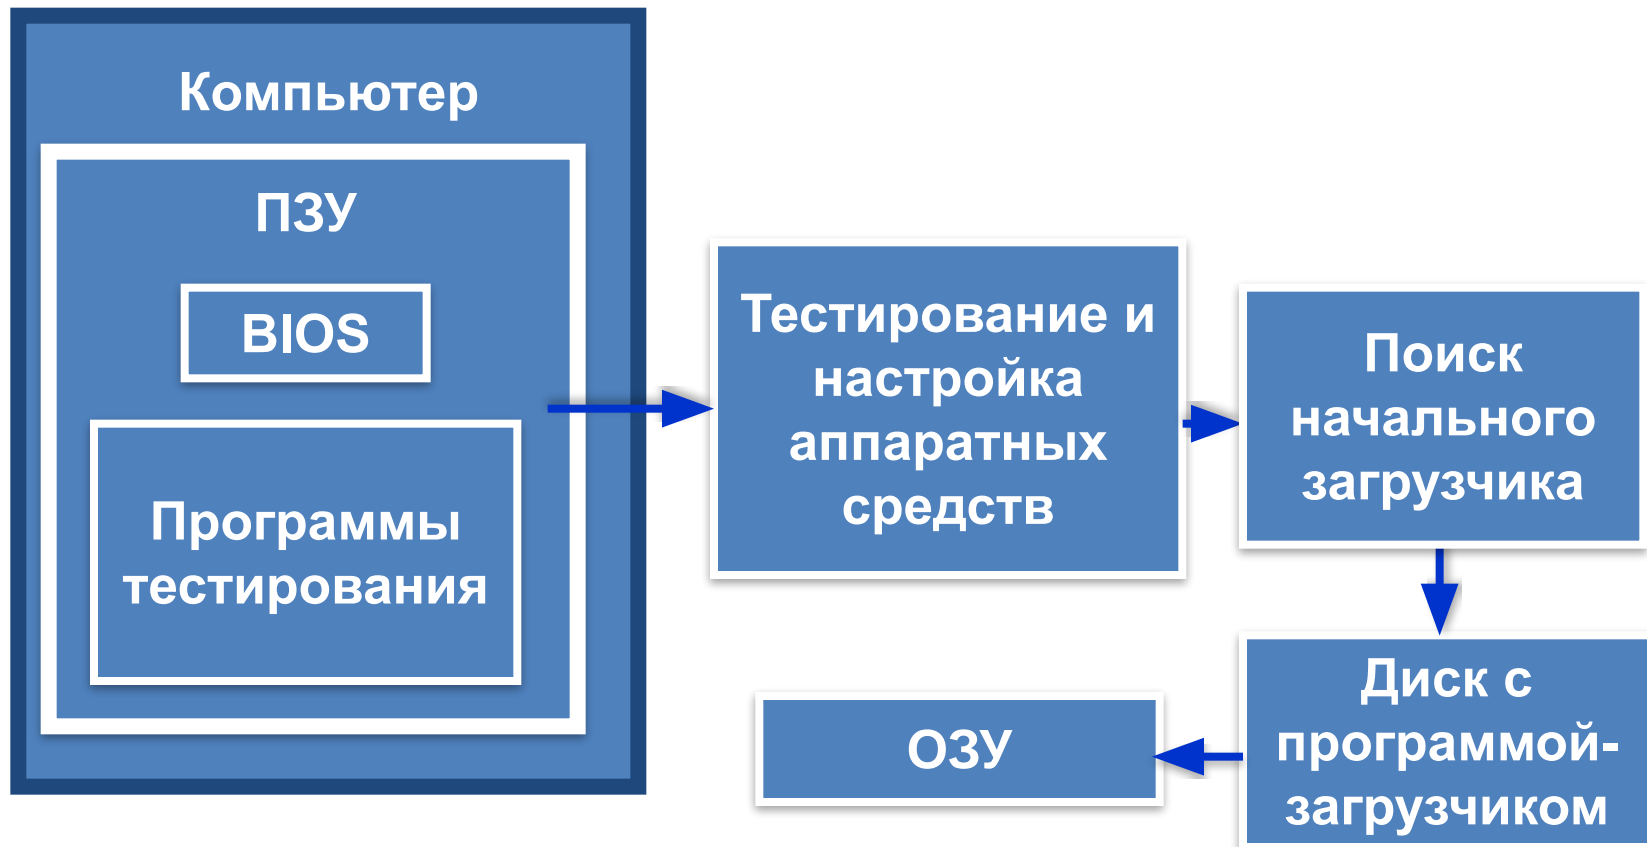 Компьютер
ПЗУ
BIOS
Программы
тестирования
Тестирование и
настройка
аппаратных
средств
Поиск
начального
загрузчика
Диск с
программой-
загрузчиком
ОЗУ